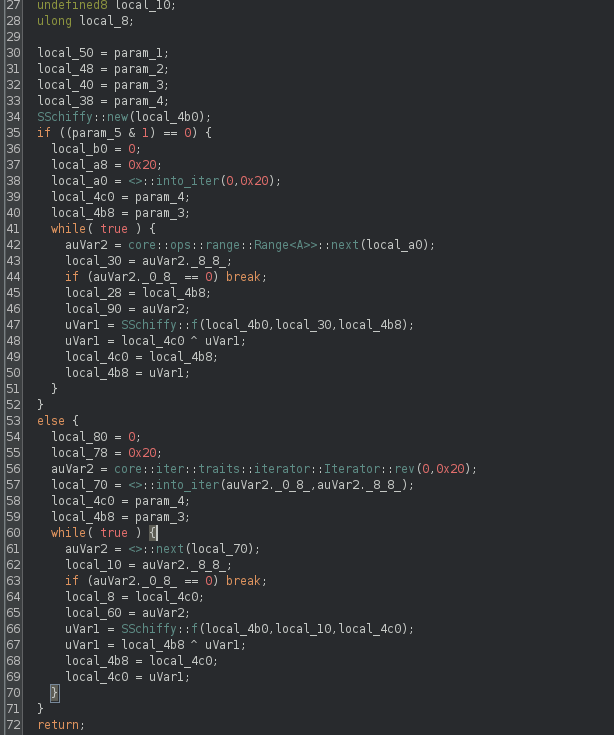 27 undefined8 local_10;
28 ulong local_8;
29
30 local_50 = param_1;
31 local_48 = param_2;
32 local_40 = param_3;
33 local_38 = param_4;
34 SSchiffy::new(local_4b0);
35 if ((param_5 & 1) == 0) {
36 local_b0 = 0;
37 local_a8 = 0x20;
38 local_a0 = <>::into_iter(0,0x20);
39 local_4c0 = param_4;
40 local_4b8 = param_3;
41 while( true ) {
42 auVar2 = core::ops::range::Range<A>>::next(local_a0);
43 local_30 = auVar2._8_8_;
44 if (auVar2._0_8_ == 0) break;
45 local_28 = local_4b8;
46 local_90 = auVar2;
47 uVar1 = SSchiffy::f(local_4b0,local_30,local_4b8);
48 uVar1 = local_4c0 ^ uVar1;
49 local_4c0 = local_4b8;
50 local_4b8 = uVar1;
51 }
52 }
53 else {
54 local_80 = 0;
55 local_78 = 0x20;
56 auVar2 = core::iter::traits::iterator::Iterator::rev(0,0x20);
57 local_70 = <>::into_iter(auVar2._0_8_,auVar2._8_8_);
58 local_4c0 = param_4;
59 local_4b8 = param_3;
60 while( true ) {
61 auVar2 = <>::next(local_70);
62 local_10 = auVar2._8_8_;
63 if (auVar2._0_8_ == 0) break;
64 local_8 = local_4c0;
65 local_60 = auVar2;
66 uVar1 = SSchiffy::f(local_4b0,local_10,local_4c0);
67 uVar1 = local_4b8 ^ uVar1;
68 local_4b8 = local_4c0;
69 local_4c0 = uVar1;
70 }
71 }
72 return;